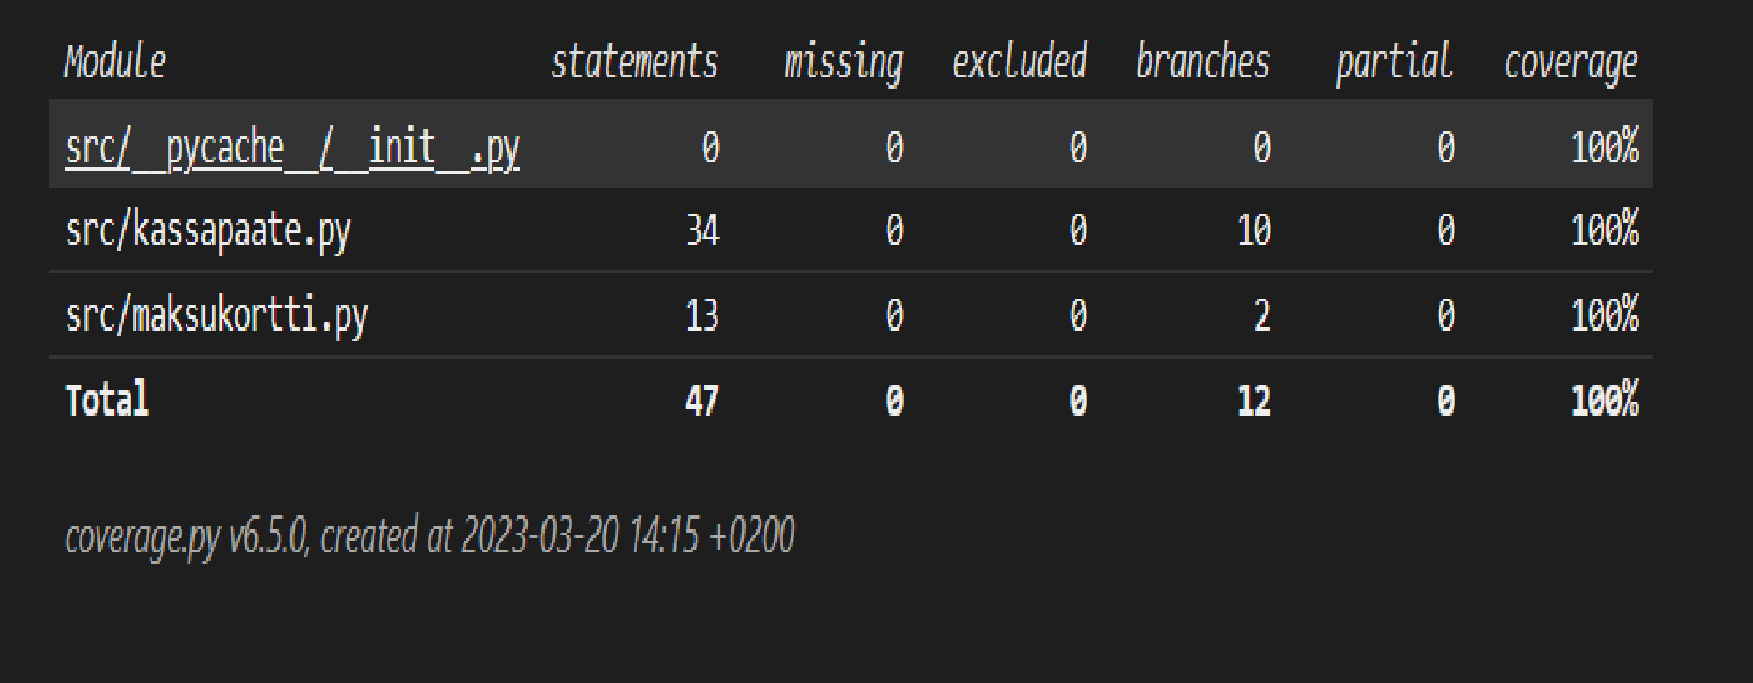 Module statements missing excluded branches partial coverage
src/__pycache__/__init__.py 0 0 0 0 0 100%
src/kassapaate.py 34 0 0 10 0 100%
src/maksukortti.py 13 0 0 2 0 100%
Total 47 0 0 12 0 100%
coverage.py v6.5.0, created at 2023-03-20 14:15 +0200